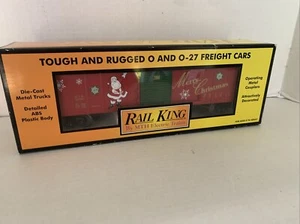 TOUGH AND RUGGED O AND O-27 FREIGHT CARS
Die-Cast
Metal Trucks
Detailed
ABS
Plastic Body
Merry
Christmas
Operating
Metal
Couplers
Attractively
Decorated
RAIL KING
By MTH Electric Trains